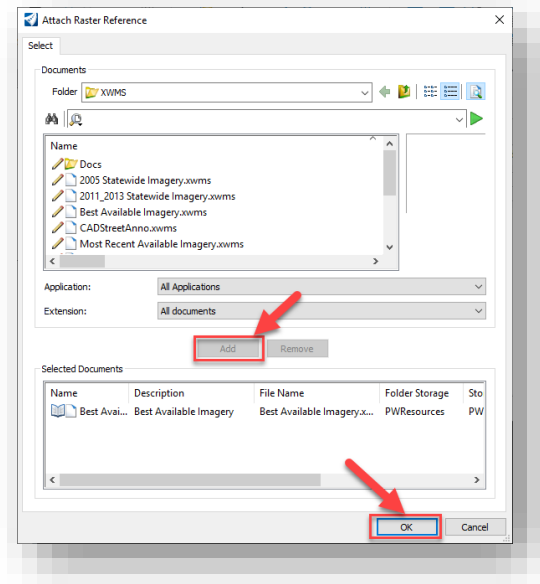 Attach Raster Reference
Select
Documents
Folder XWMS
Name
Docs
2005 Statewide Imagery.xwms
2011_2013 Statewide Imagery.xwms
Best Available Imagery.xwms
CADStreetAnno.xwms
Most Recent Available Imagery.xwms
Application: All Applications
Extension: All documents
Add Remove
Selected Documents
Name Description File Name Folder Storage Sto
Best Avai... Best Available Imagery Best Available Imagery.x... PWResources PW
OK Cancel